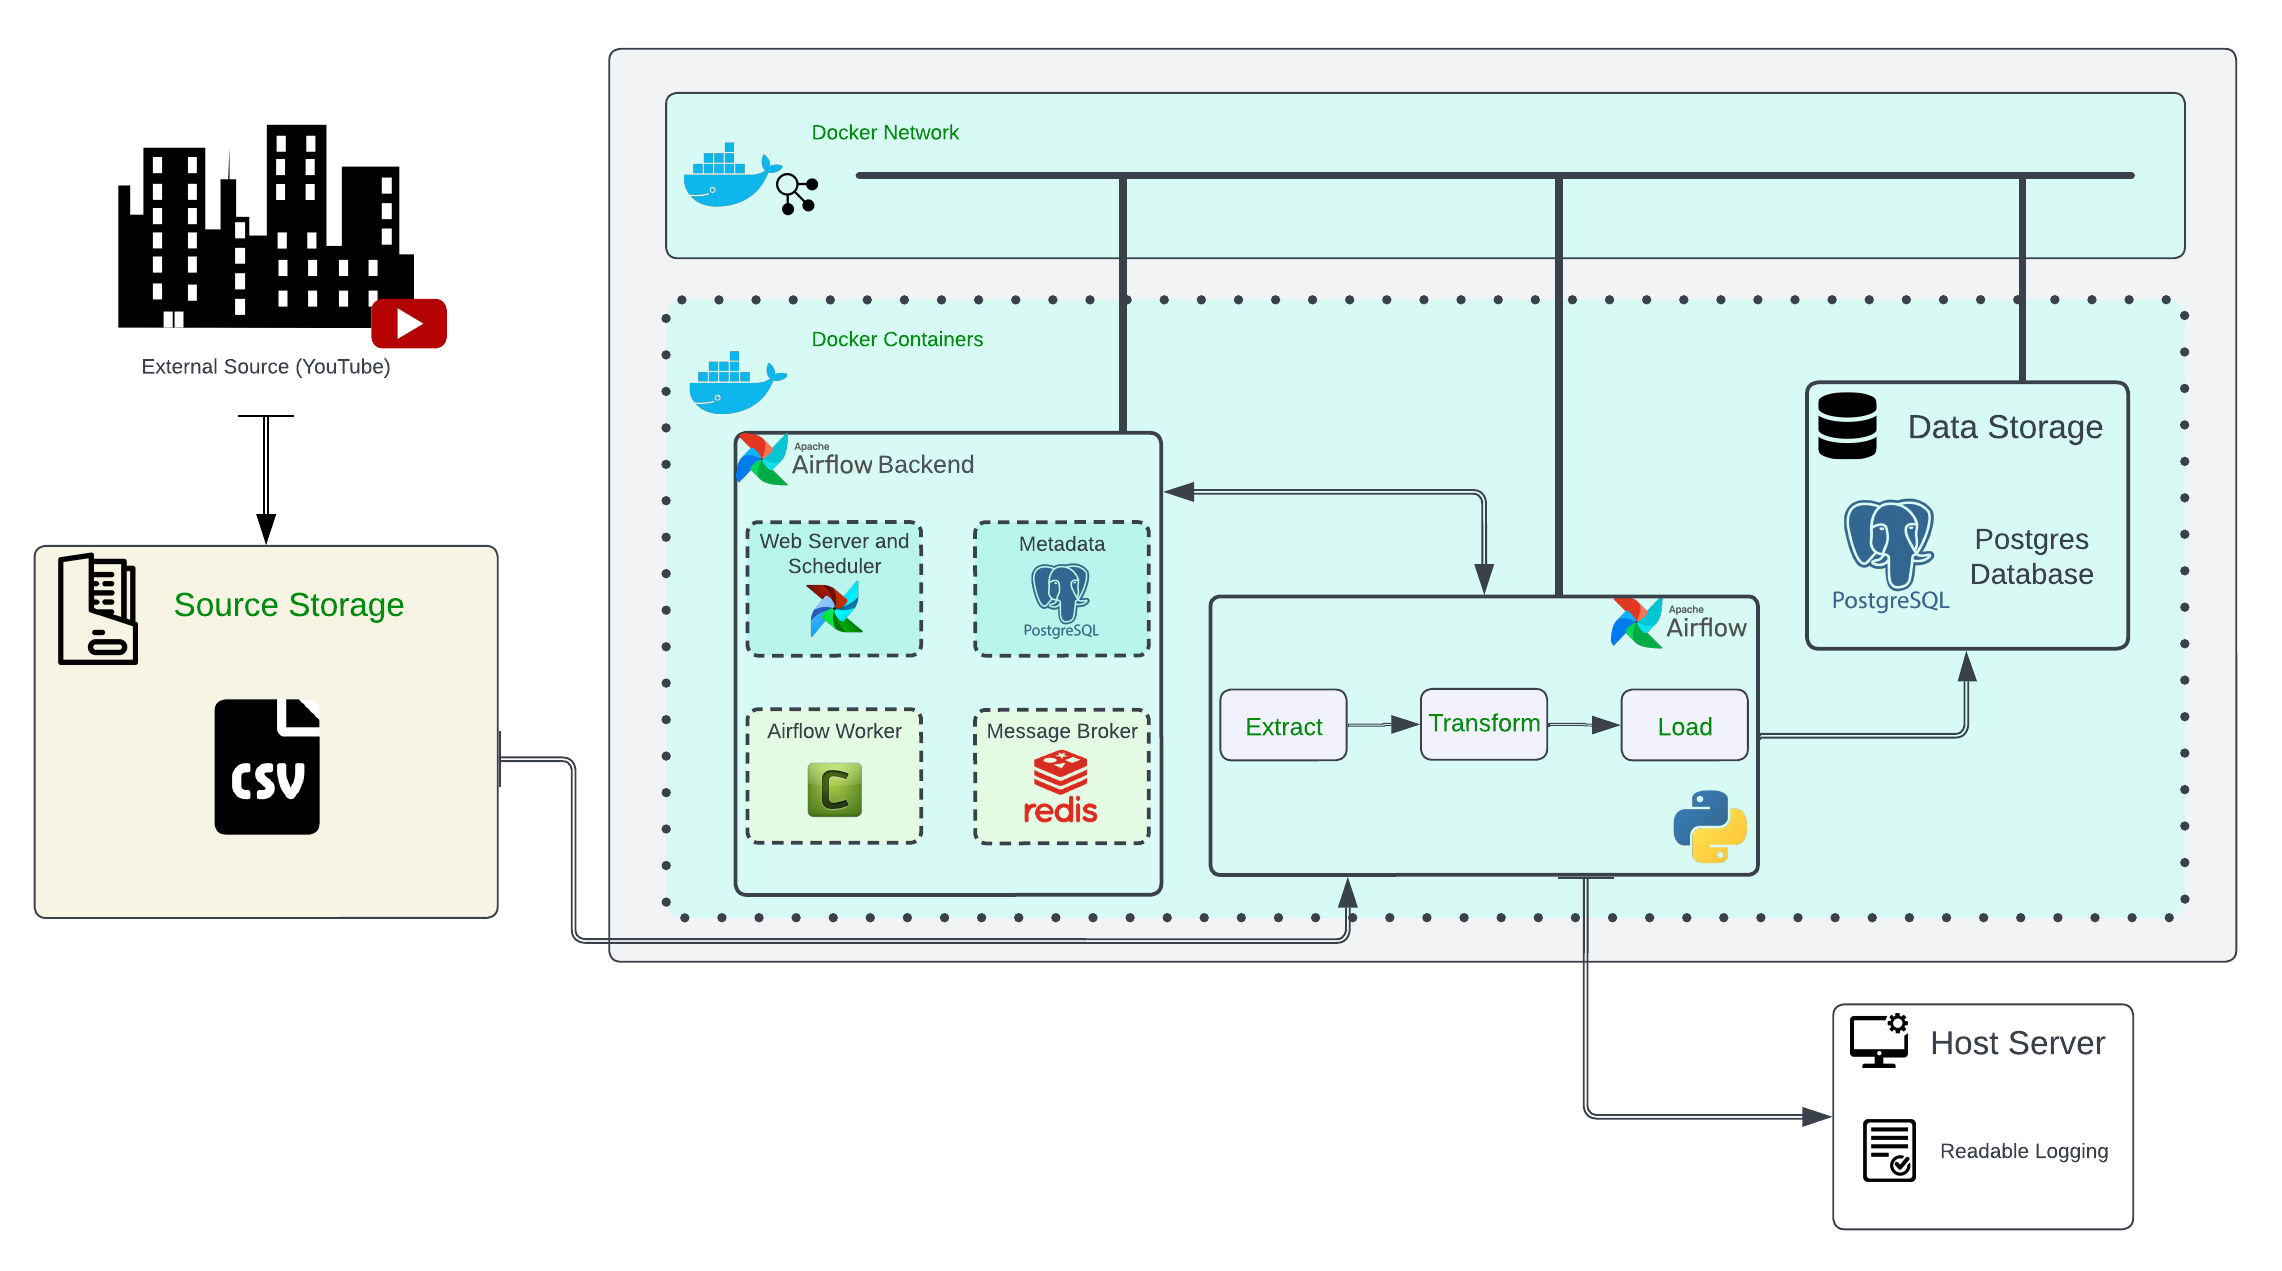 External Source (YouTube)
Source Storage
CSV
Docker Network
Docker Containers
Apache
Airflow Backend
Web Server and
Scheduler
Metadata
PostgreSQL
Airflow Worker
C
Message Broker
redis
Apache
Airflow
Extract
Transform
Load
Data Storage
Postgres
Database
PostgreSQL
Host Server
Readable Logging